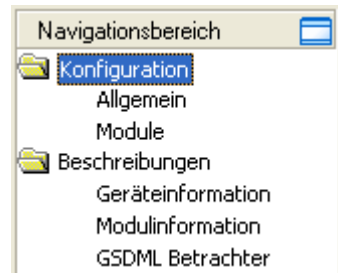 Navigationsbereich
Konfiguration
Allgemein
Module
Beschreibungen
Geräteinformation
Modulinformation
GSDML Betrachter